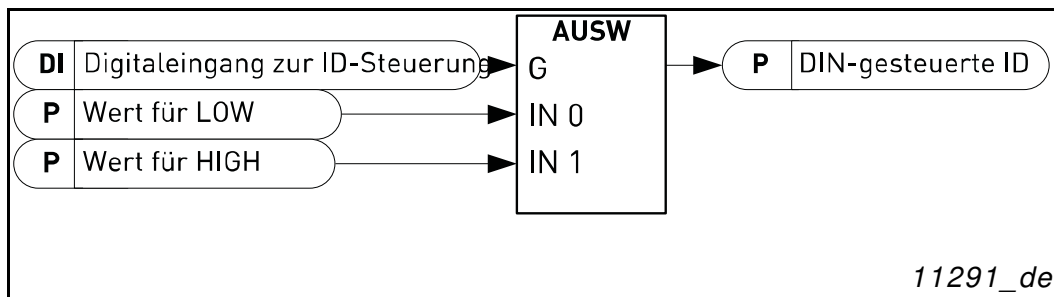 AUSW
DI Digitaleingang zur ID-Steuerung G P DIN-gesteuerte ID
P Wert für LOW IN 0
P Wert für HIGH IN 1
11291_de